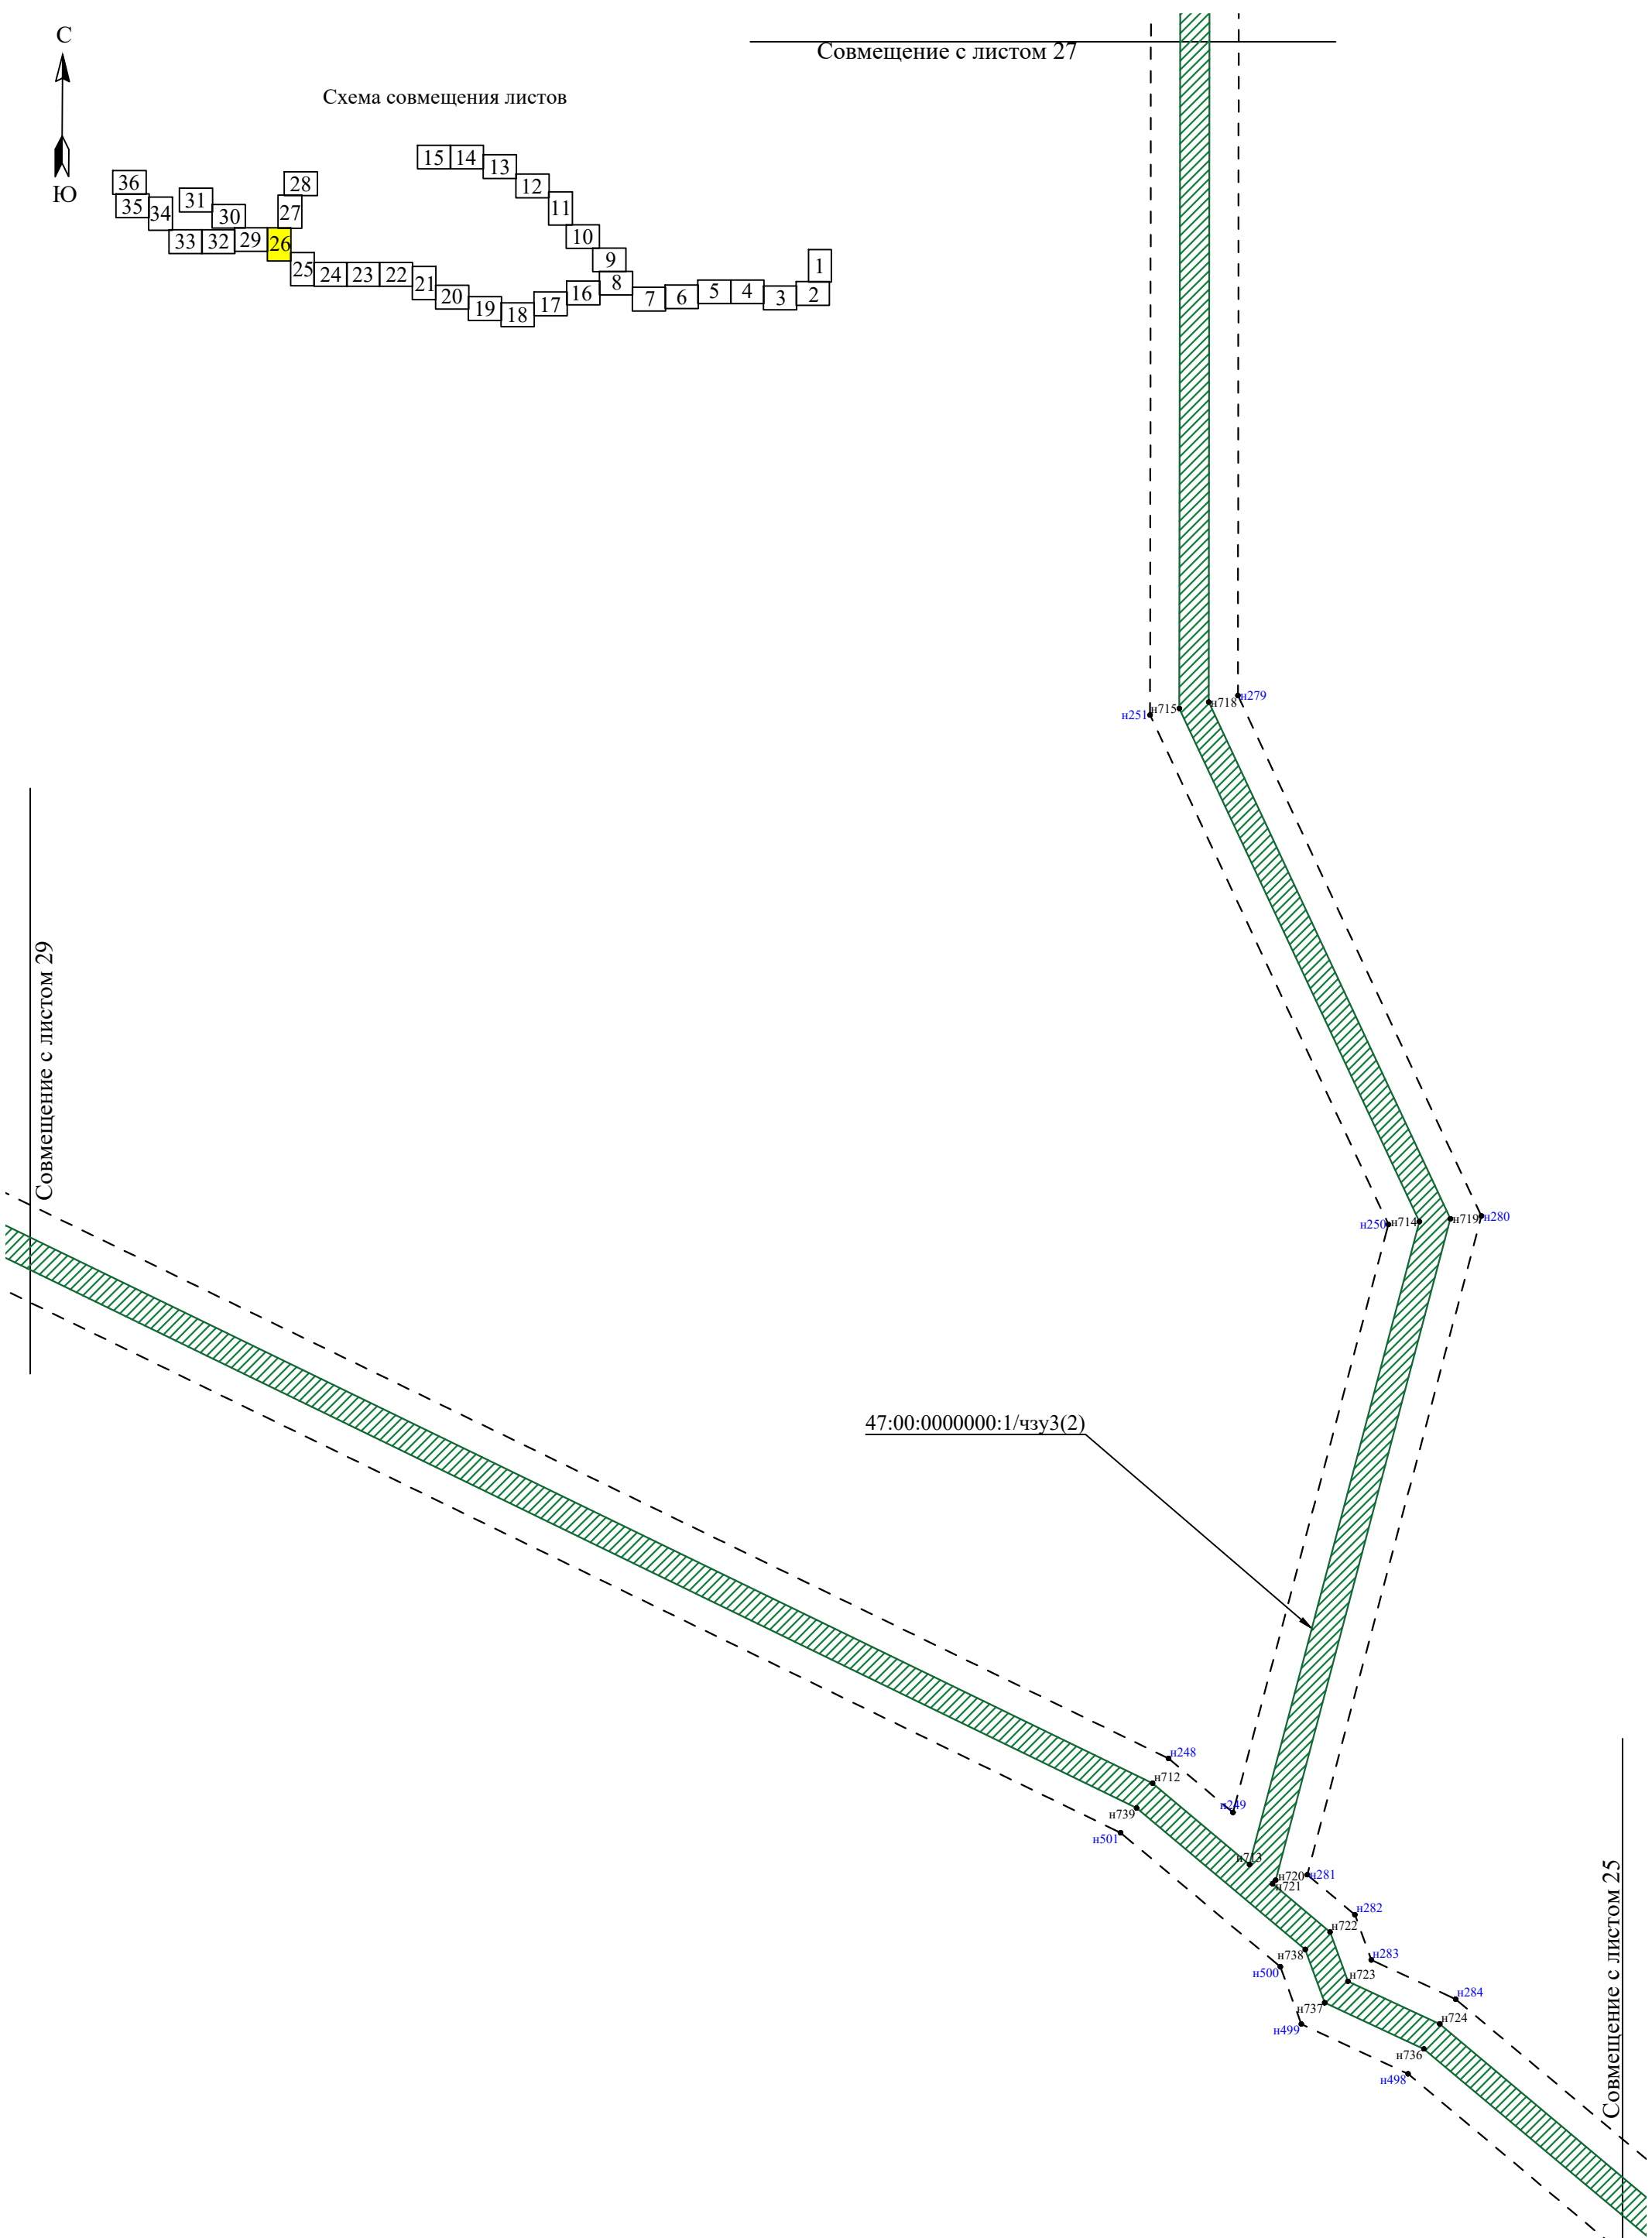 С
Совмещение с листом 27
Схема совмещения листов
Ю
15 14 13 12 11 10 9 8
36 35 34 31 30 28 27
33 32 29 26
25 24 23 22 21 20 19 18 17 16
7 6 5 4 3 2 1
н279
н718
н715
н251
Совмещение с листом 29
н250
н714
н719
н280
47:00:0000000:1/чзу3(2)
н248
н712
н249
н739
н501
н713
н720
н281
н721
н282
н722
н738
н283
н500
н723
н284
н737
н724
н499
н736
н498
Совмещение с листом 25